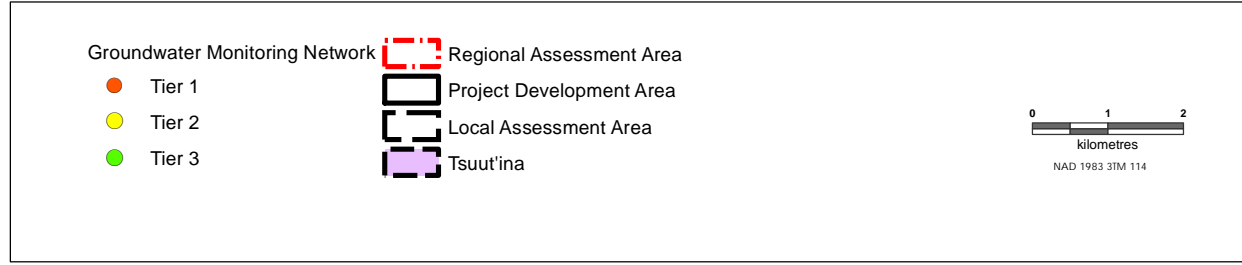 Groundwater Monitoring Network
Tier 1
Tier 2
Tier 3
Regional Assessment Area
Project Development Area
Local Assessment Area
Tsuut'ina
0 1 2
kilometres
NAD 1983 3TM 114